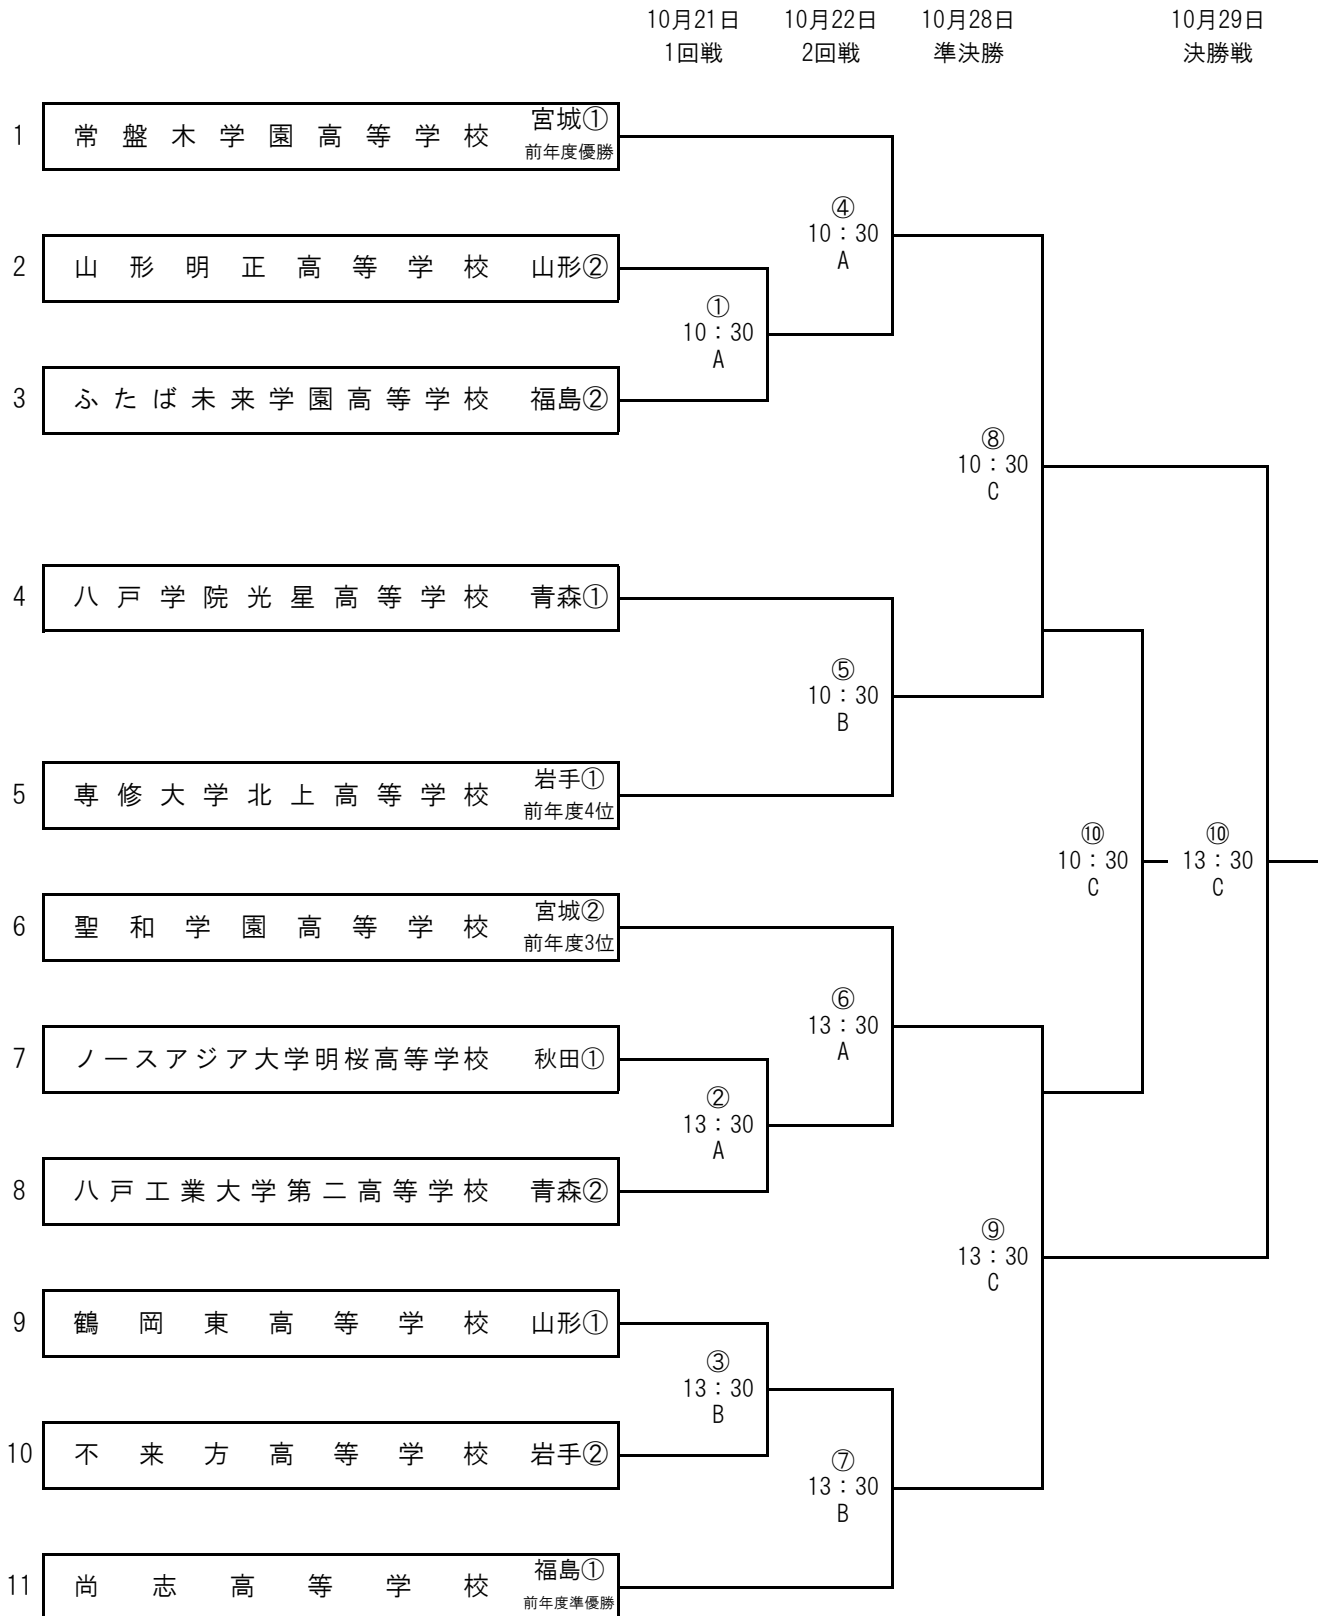 10月21日 10月22日 10月28日 10月29日
1回戦 2回戦 準決勝 決勝戦
1 常盤木学園高等学校 宮城①
前年度優勝
④
10：30
A
2 山形明正高等学校 山形②
①
10：30
A
3 ふたば未来学園高等学校 福島②
⑧
10：30
C
4 八戸学院光星高等学校 青森①
⑤
10：30
B
5 専修大学北上高等学校 岩手①
前年度4位
⑩ ⑩
10：30 13：30
C C
6 聖和学園高等学校 宮城②
前年度3位
⑥
13：30
A
7 ノースアジア大学明桜高等学校 秋田①
②
13：30
A
8 八戸工業大学第二高等学校 青森②
⑨
13：30
C
9 鶴岡東高等学校 山形①
③
13：30
B
10 不来方高等学校 岩手②
⑦
13：30
B
11 尚志高等学校 福島①
前年度準優勝